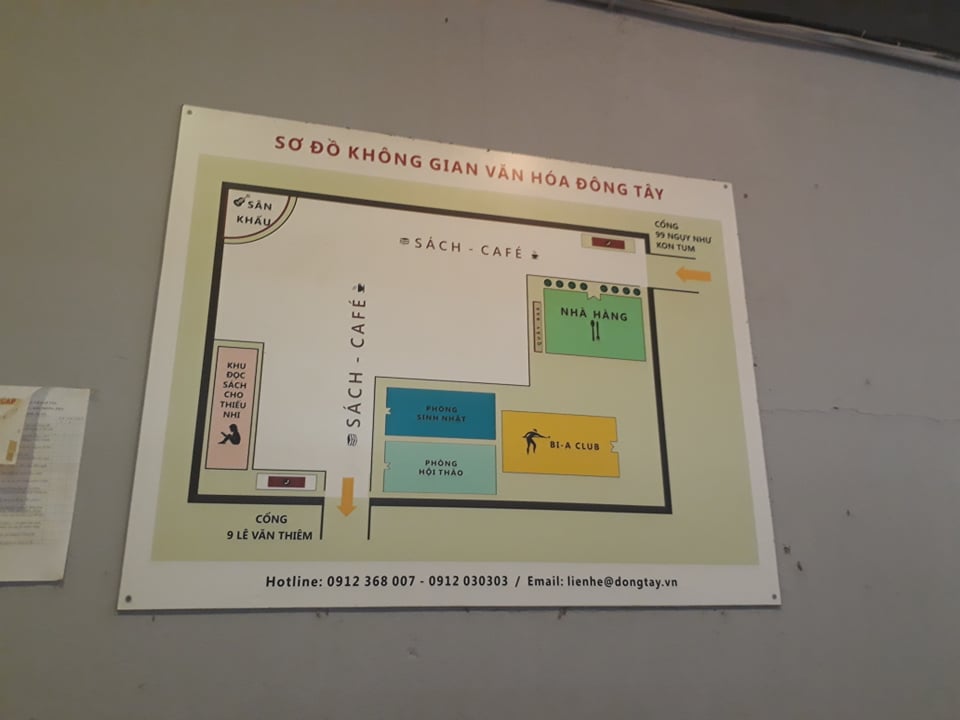 SƠ ĐỒ KHÔNG GIAN VĂN HÓA ĐÔNG TÂY
SÂN
KHẤU
SÁCH - CAFÉ
CỔNG
99 NGỤY NHƯ
KON TUM
SÁCH - CAFÉ
NHÀ HÀNG
KHU
ĐỌC
SÁCH
CHO
THIẾU
NHI
PHÒNG
SINH NHẬT
PHÒNG
HỘI THẢO
BI-A CLUB
CỔNG
9 LÊ VĂN THIÊM
Hotline: 0912 368 007 - 0912 030303 / Email: lienhe@dongtay.vn